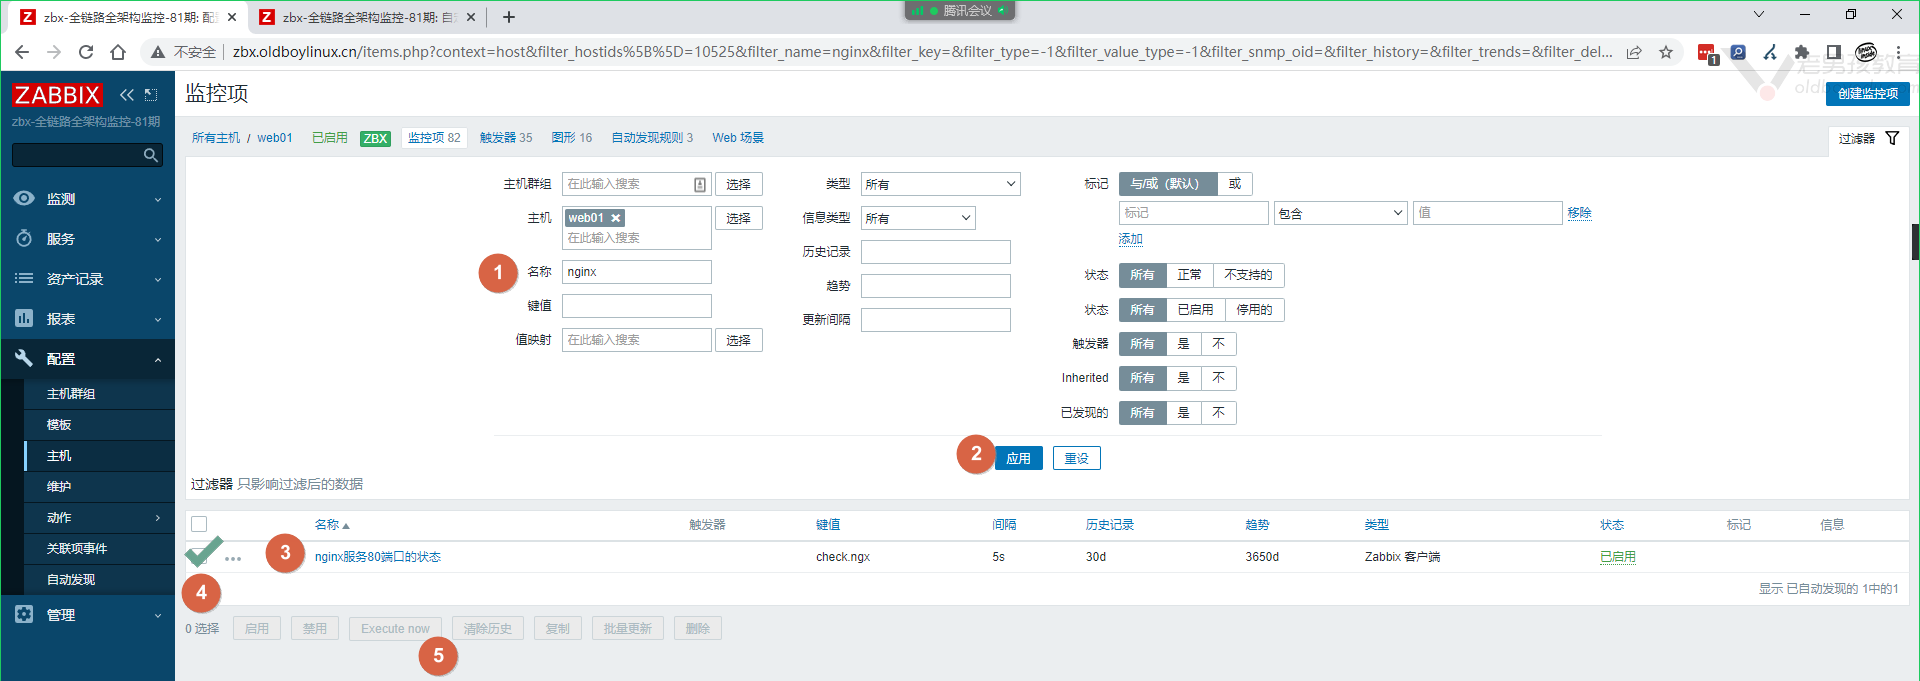 zbx-全链路全架构监控-81期: 配
zbx-全链路全架构监控-81期: 自
腾讯会议
不安全
zbx.oldboylinux.cn/items.php?context=host&filter_hostids%5B%5D=10525&filter_name=nginx&filter_key=&filter_type=-1&filter_value_type=-1&filter_snmp_oid=&filter_history=&filter_trends=&filter_del...
1
老男孩教育
ZABBIX
zbx-全链路全架构监控-81期
监测
服务
资产记录
报表
配置
主机群组
模板
主机
维护
动作
关联项事件
自动发现
管理
监控项
创建监控项
所有主机 / web01 已启用 ZBX 监控项 82 触发器 35 图形 16 自动发现规则 3 Web 场景
过滤器
主机群组 在此输入搜索 选择
主机 web01 选择
在此输入搜索
1 名称 nginx
键值
值映射 在此输入搜索 选择
类型 所有
信息类型 所有
历史记录
趋势
更新间隔
标记 与/或（默认） 或
标记 包含 值 移除
添加
状态 所有 正常 不支持的
状态 所有 已启用 停用的
触发器 所有 是 不
Inherited 所有 是 不
已发现的 所有 是 不
2 应用 重设
过滤器 只影响过滤后的数据
名称 触发器 键值 间隔 历史记录 趋势 类型 状态 标记 信息
3 nginx服务80端口的状态 check.ngx 5s 30d 3650d Zabbix 客户端 已启用
4
显示 已自动发现的 1中的1
0 选择 启用 禁用 Execute now 清除历史 复制 批量更新 删除
5